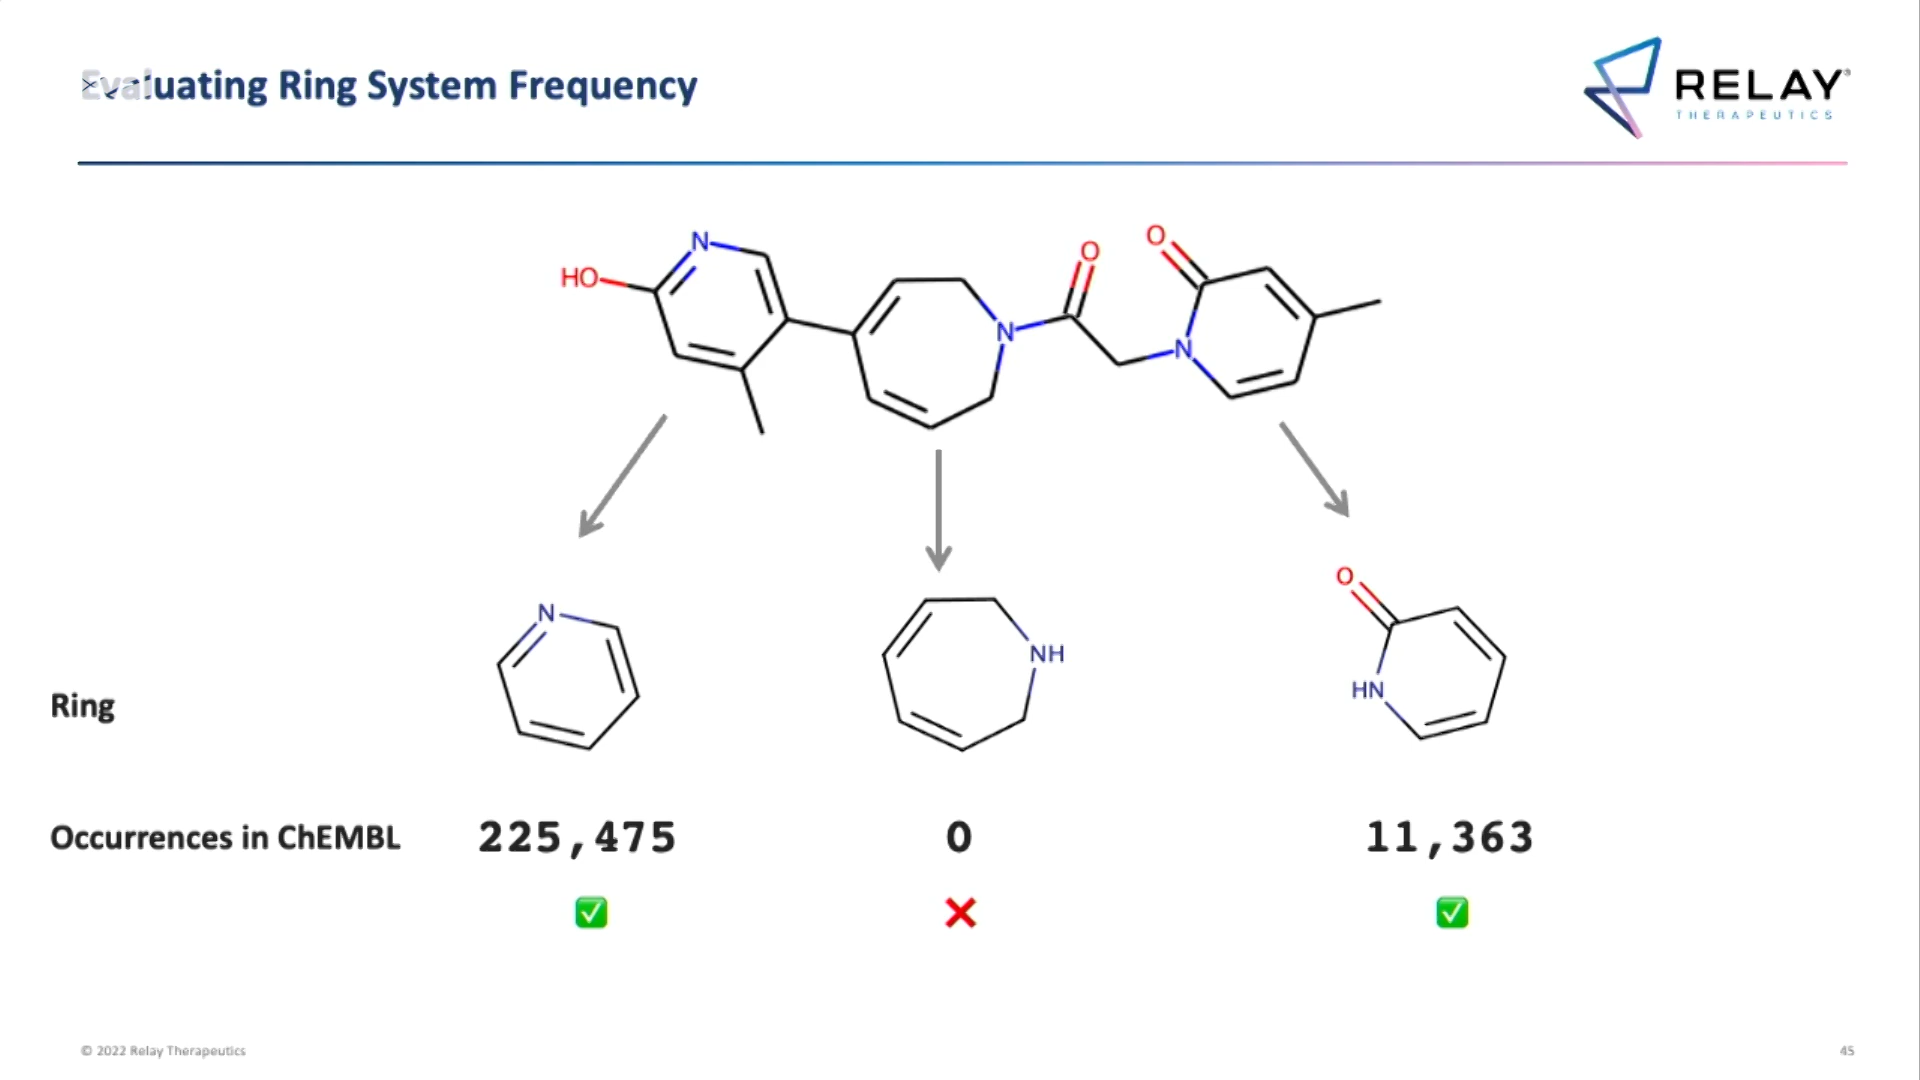 Evaluating Ring System Frequency
RELAY
THERAPEUTICS
N
HO
N
O
O
N
N
NH
O
HN
Ring
Occurrences in ChEMBL 225,475 0 11,363
© 2022 Relay Therapeutics
45